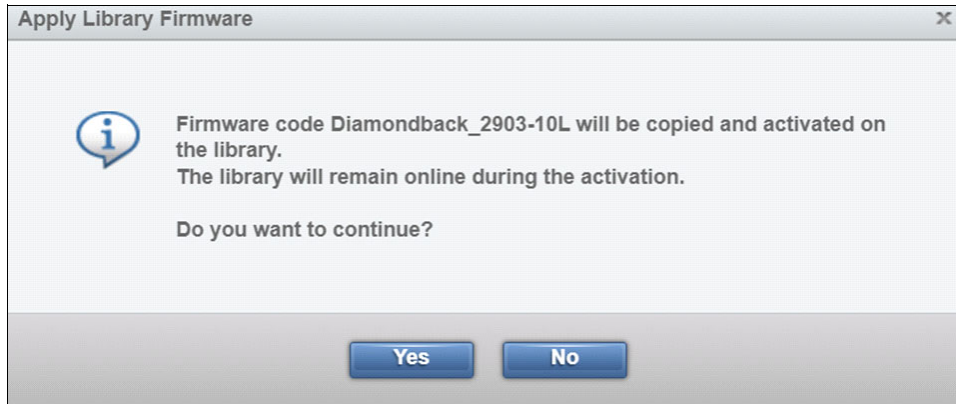 Apply Library Firmware x
Firmware code Diamondback_2903-10L will be copied and activated on
the library.
The library will remain online during the activation.
Do you want to continue?
Yes No